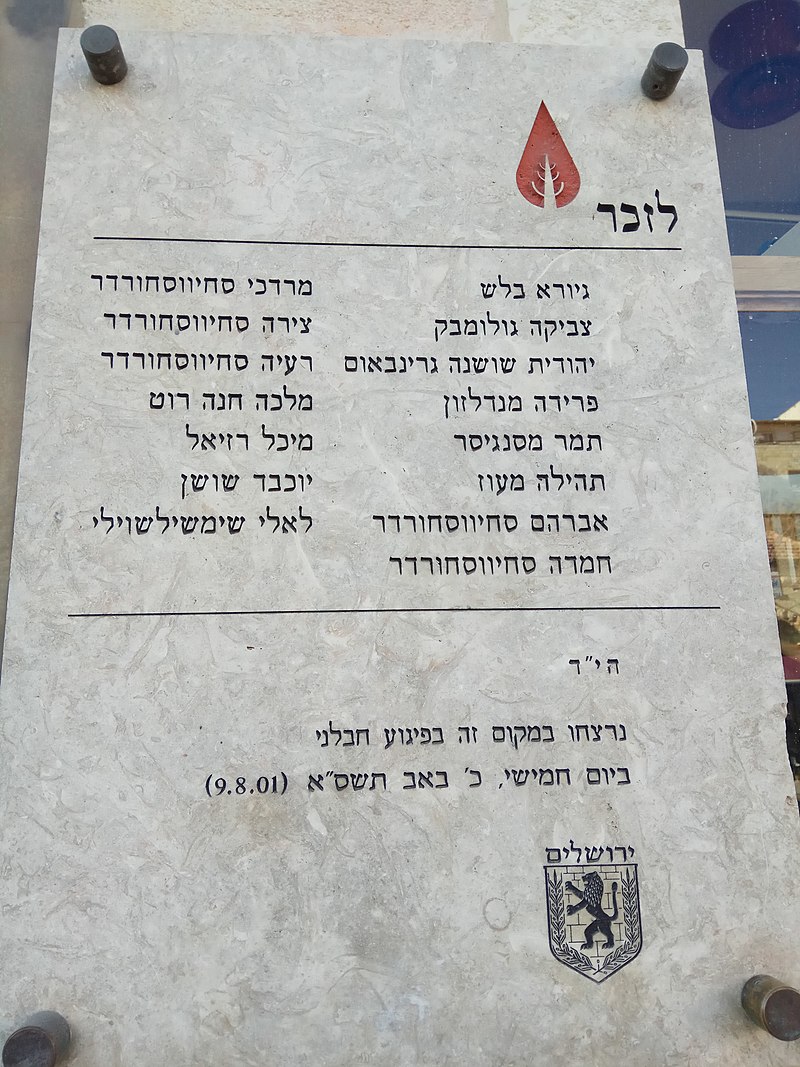 לזכר
גיורא בלש
צביקה גולומבק
יהודית שושנה גרינבאום
פרידה מנדלזון
תמר מסנגיסר
תהילה מעוז
אברהם סחיווסחורדר
חמדה סחיווסחורדר
מרדכי סחיווסחורדר
צירה סחיווסחורדר
רעיה סחיווסחורדר
מלכה חנה רוט
מיכל רזיאל
יוכבד שושן
לאלי שימשילשוילי
הי״ד
נרצחו במקום זה בפיגוע חבלני
ביום חמישי, כ׳ באב תשס״א (9.8.01)
ירושלים